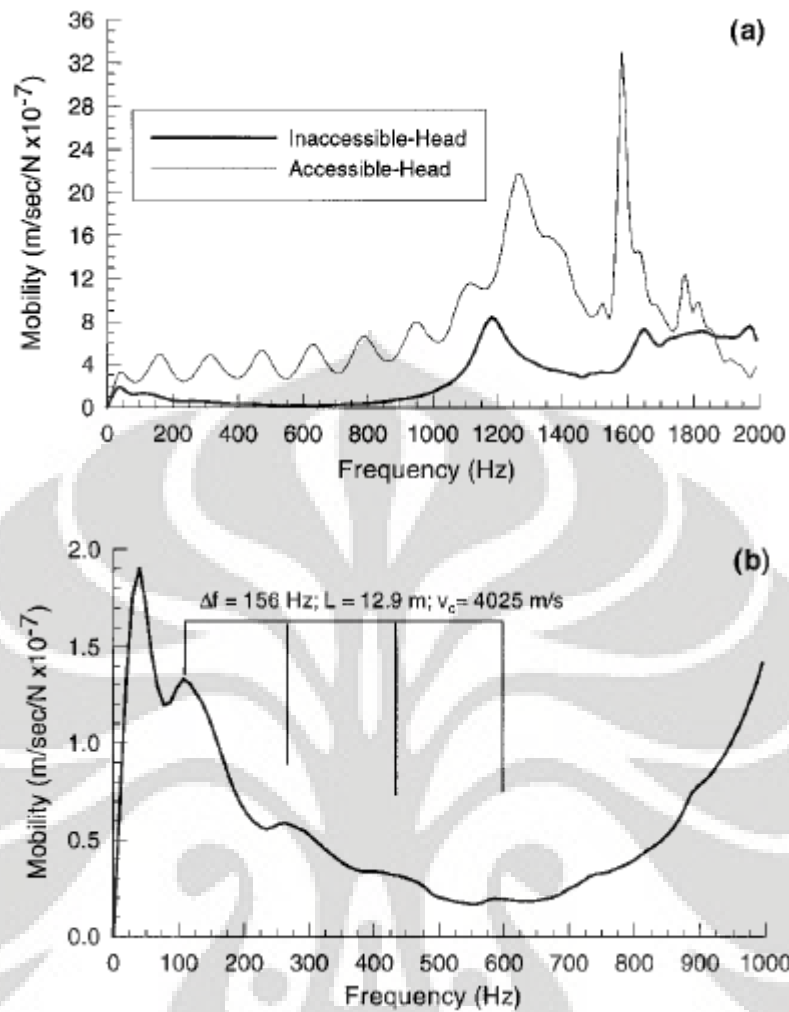 (a)
36
32
28
24
20
16
12
8
4
0
Mobility (m/sec/N x10⁻⁷)
Inaccessible-Head
Accessible-Head
0 200 400 600 800 1000 1200 1400 1600 1800 2000
Frequency (Hz)
(b)
2.0
1.5
1.0
0.5
0.0
Mobility (m/sec/N x10⁻⁷)
Δf = 156 Hz; L = 12.9 m; v_c= 4025 m/s
0 100 200 300 400 500 600 700 800 900 1000
Frequency (Hz)